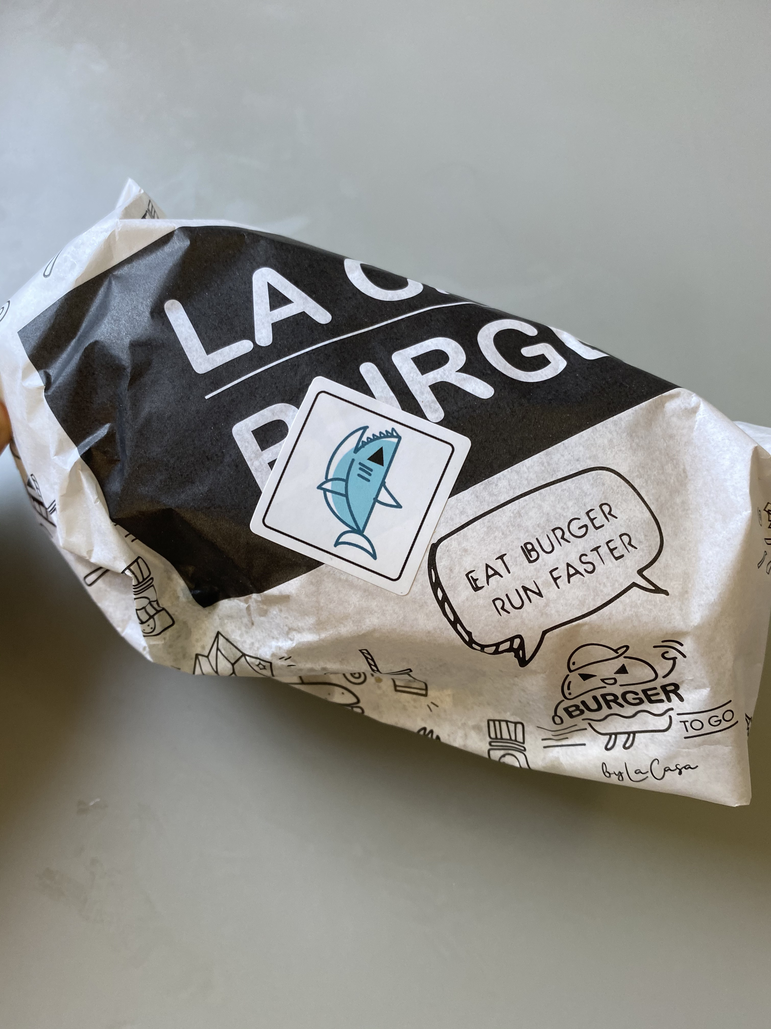 LA
EAT BURGER
RUN FASTER
BURGER
TO GO
by La Casa